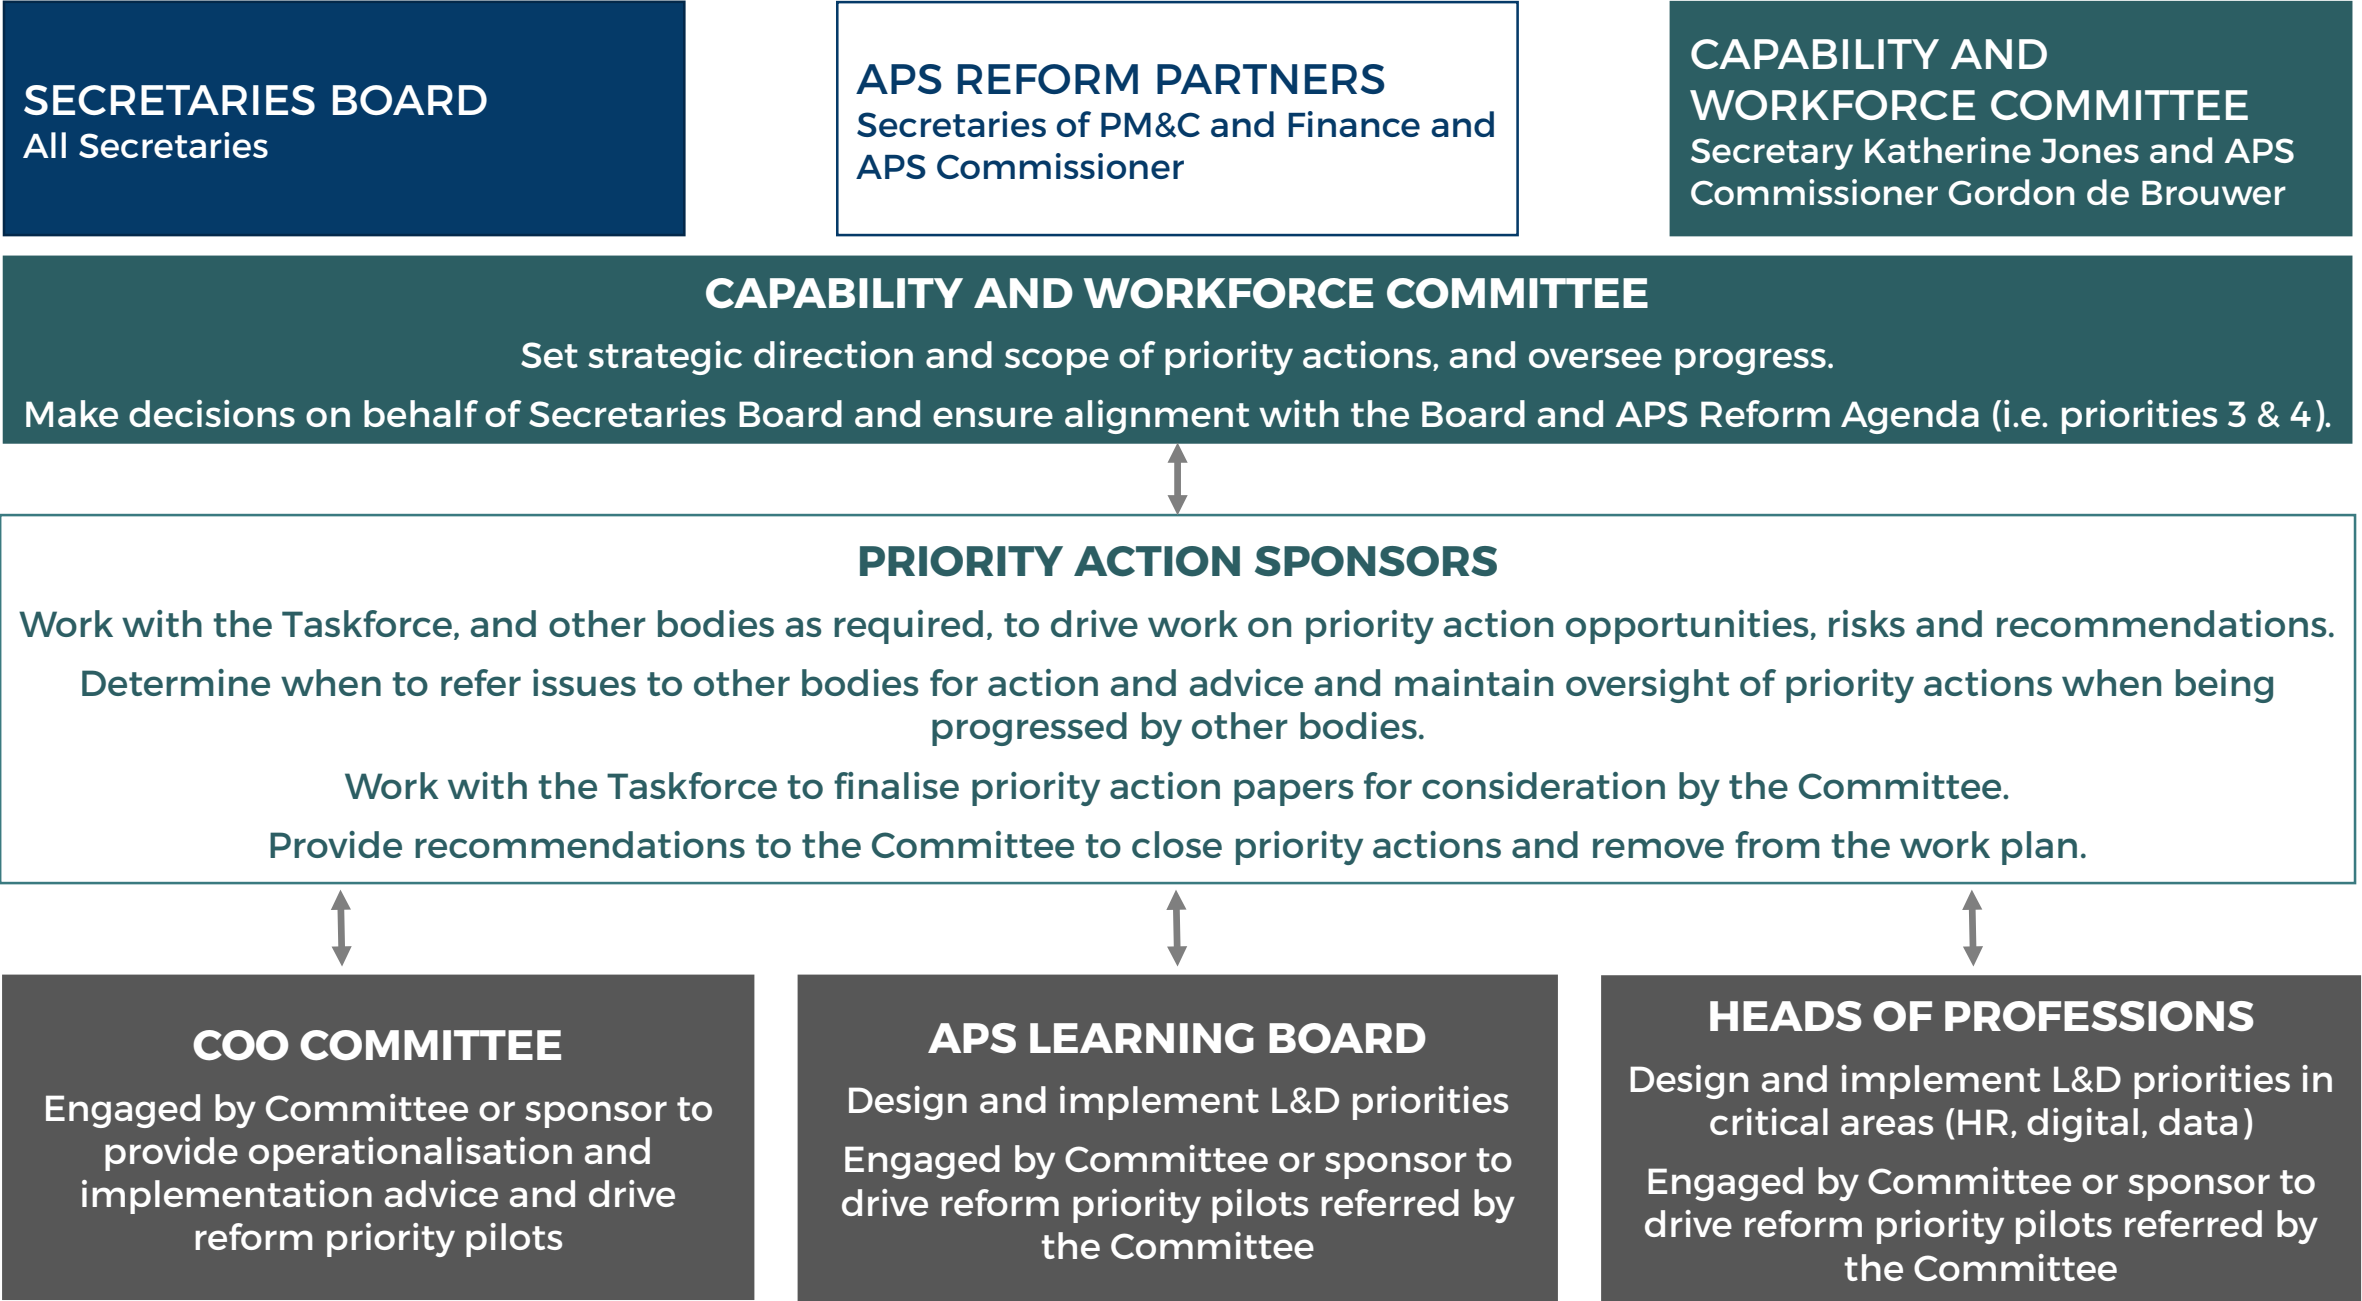 SECRETARIES BOARD
All Secretaries
APS REFORM PARTNERS
Secretaries of PM&C and Finance and
APS Commissioner
CAPABILITY AND
WORKFORCE COMMITTEE
Secretary Katherine Jones and APS
Commissioner Gordon de Brouwer
CAPABILITY AND WORKFORCE COMMITTEE
Set strategic direction and scope of priority actions, and oversee progress.
Make decisions on behalf of Secretaries Board and ensure alignment with the Board and APS Reform Agenda (i.e. priorities 3 & 4).
PRIORITY ACTION SPONSORS
Work with the Taskforce, and other bodies as required, to drive work on priority action opportunities, risks and recommendations.
Determine when to refer issues to other bodies for action and advice and maintain oversight of priority actions when being
progressed by other bodies.
Work with the Taskforce to finalise priority action papers for consideration by the Committee.
Provide recommendations to the Committee to close priority actions and remove from the work plan.
COO COMMITTEE
Engaged by Committee or sponsor to
provide operationalisation and
implementation advice and drive
reform priority pilots
APS LEARNING BOARD
Design and implement L&D priorities
Engaged by Committee or sponsor to
drive reform priority pilots referred by
the Committee
HEADS OF PROFESSIONS
Design and implement L&D priorities in
critical areas (HR, digital, data)
Engaged by Committee or sponsor to
drive reform priority pilots referred by
the Committee